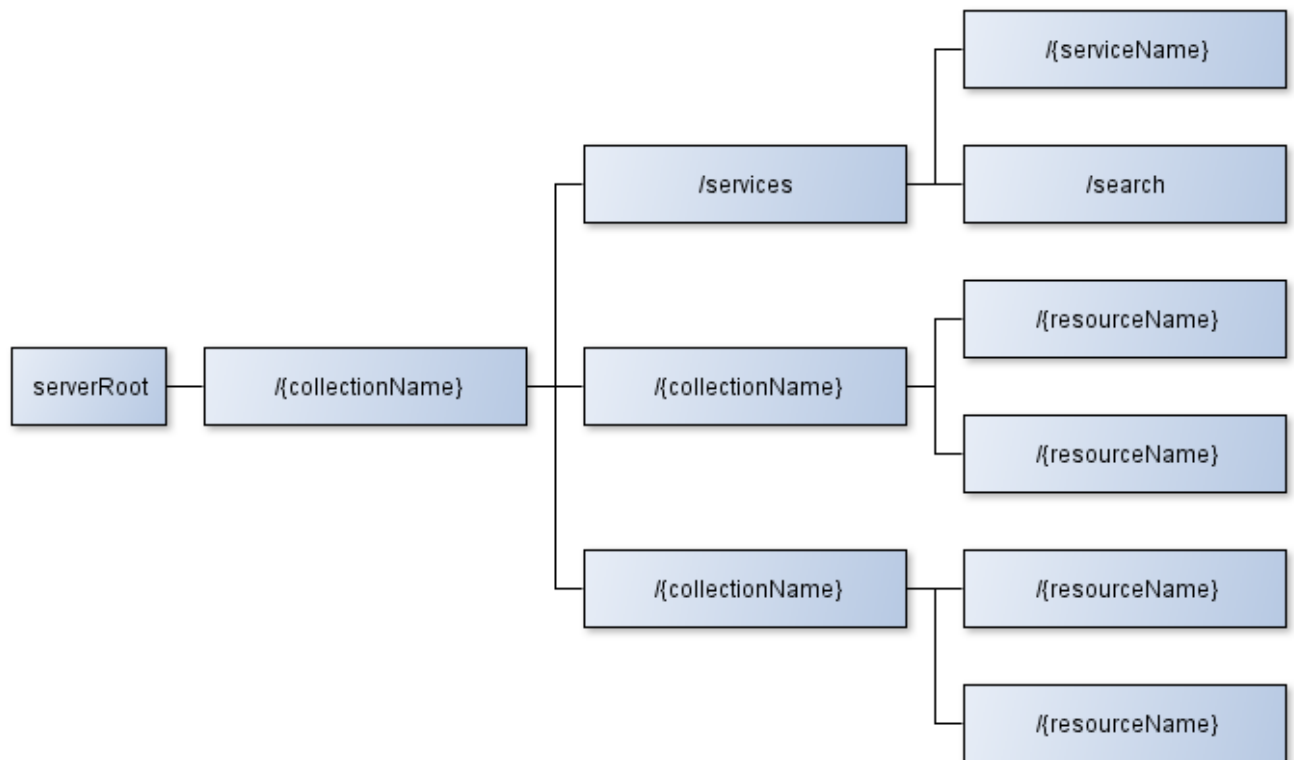 /{serviceName}
/services
/search
/{resourceName}
serverRoot
/{collectionName}
/{collectionName}
/{resourceName}
/{collectionName}
/{resourceName}
/{resourceName}